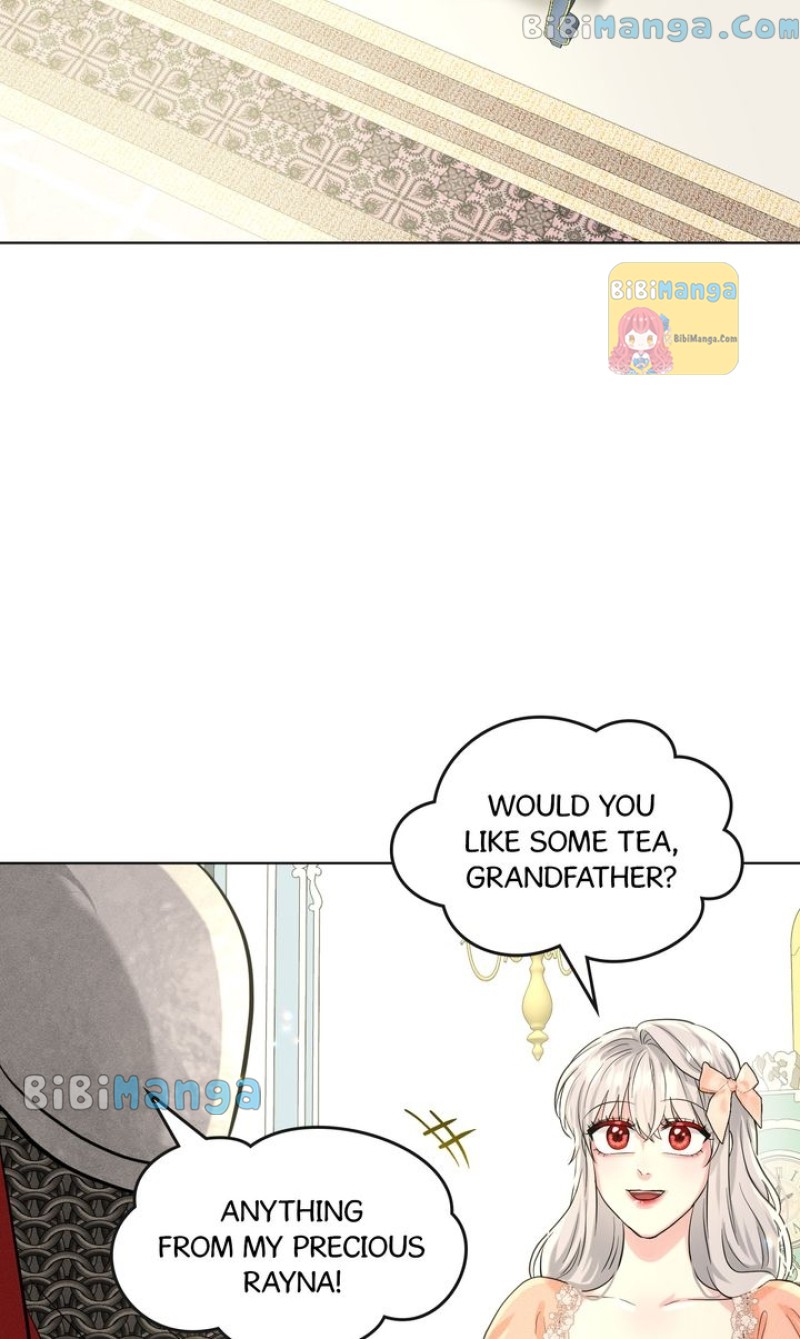 BiBiManga.Com
BiBiManga
BibiManga.Com
WOULD YOU
LIKE SOME TEA,
GRANDFATHER?
BiBiManga
ANYTHING
FROM MY PRECIOUS
RAYNA!